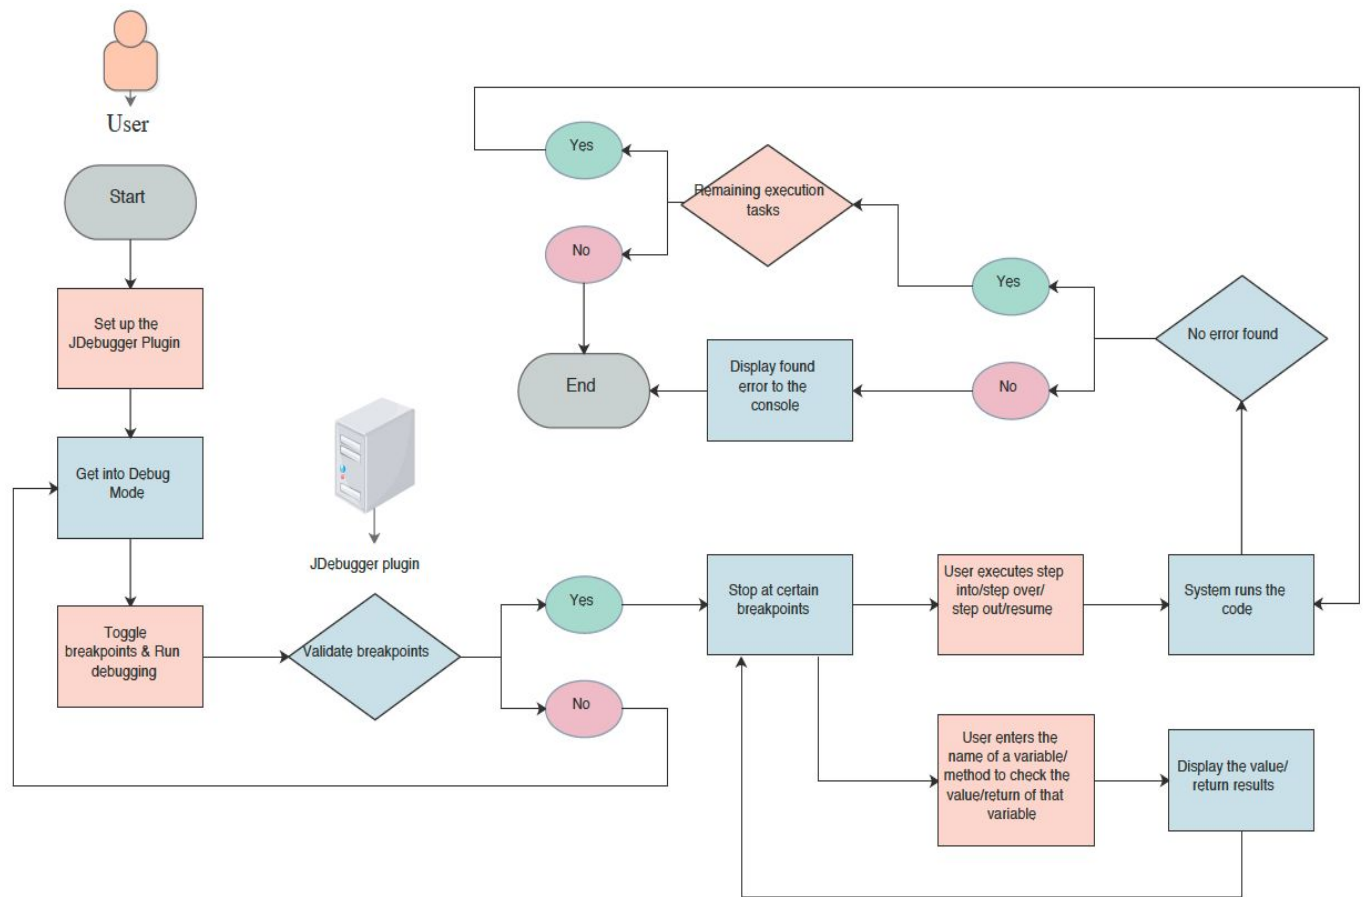 User
Start
Set up the
JDebugger Plugin
Get into Debug
Mode
Toggle
breakpoints & Run
debugging
JDebugger plugin
Validate breakpoints
Yes
No
Stop at certain
breakpoints
User executes step
into/step over/
step out/resume
System runs the
code
User enters the
name of a variable/
method to check the
value/return of that
variable
Display the value/
return results
No error found
Yes
No
Display found
error to the
console
Remaining execution
tasks
Yes
No
End